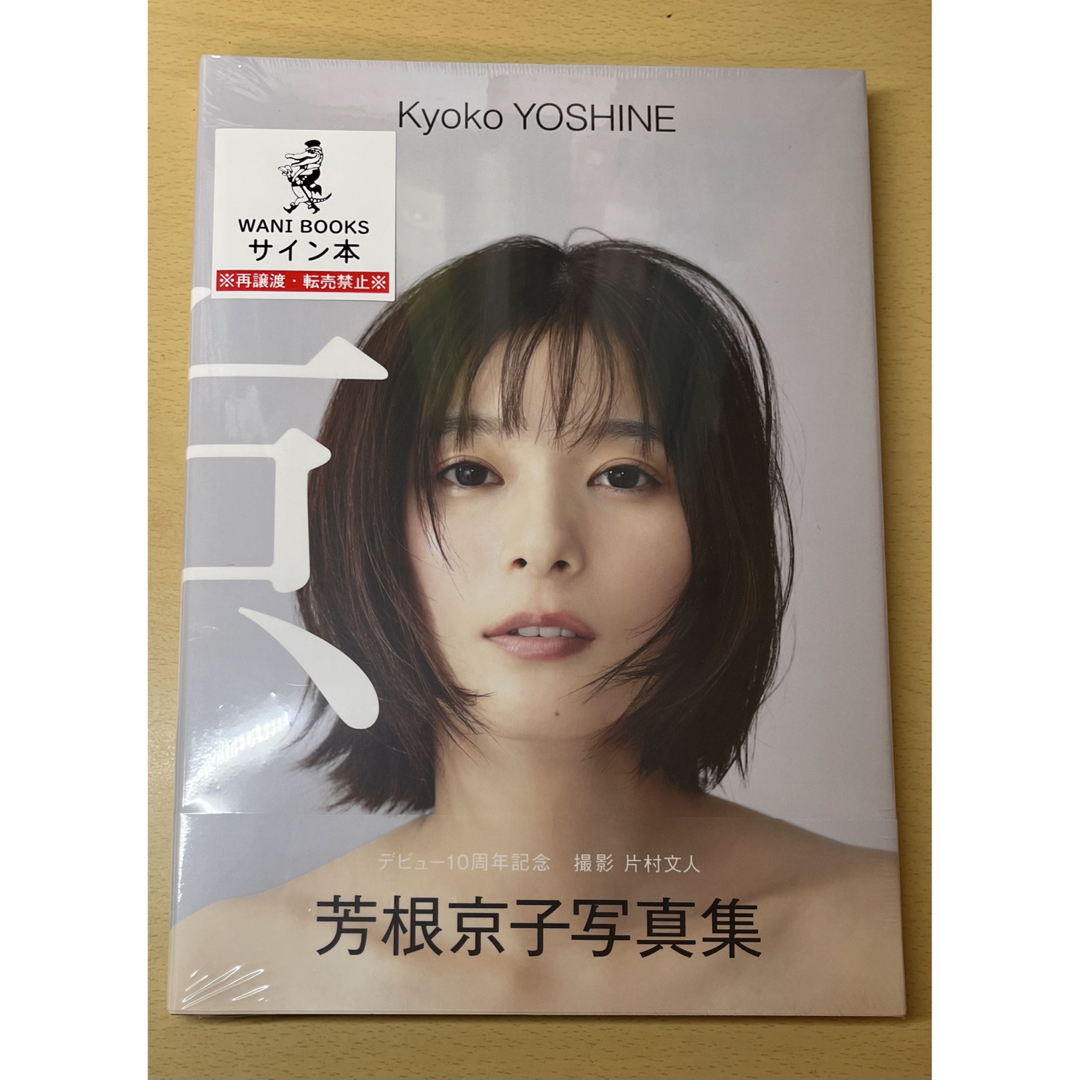 Kyoko YOSHINE
WANI BOOKS
サイン本
※再譲渡・転売禁止※
京、
デビュー10周年記念 撮影 片村文人
芳根京子写真集